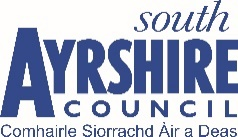 south
AYRSHIRE
COUNCIL
Comhairle Siorrachd Àir a Deas